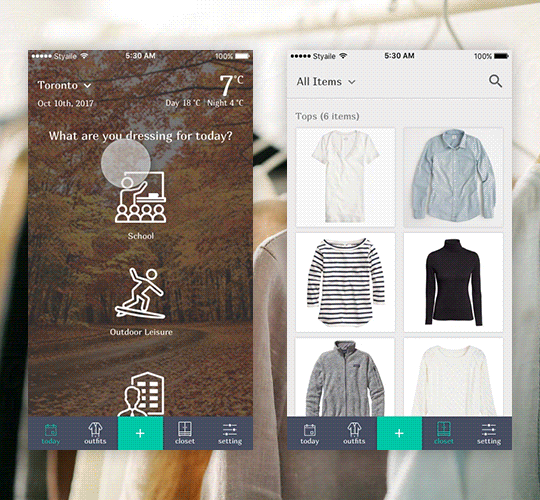 Styaile 5:30 AM 100%
Toronto 7°C
Oct 10th, 2017 Day 18 °C Night 4 °C
What are you dressing for today?
School
Outdoor Leisure
today outfits + closet setting
Styaile 5:30 AM 100%
All Items
Tops (6 items)
today outfits + closet setting